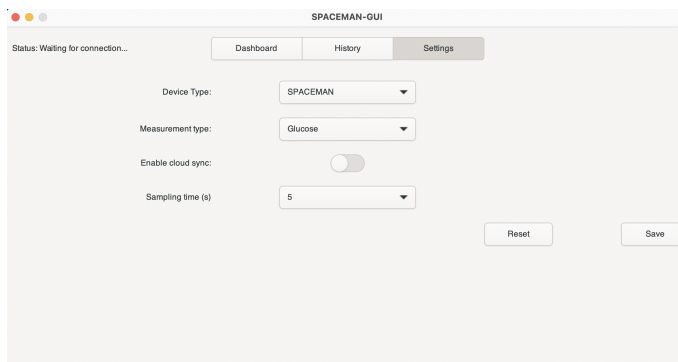 SPACEMAN-GUI
Status: Waiting for connection...
Dashboard
History
Settings
Device Type:
SPACEMAN
Measurement type:
Glucose
Enable cloud sync:
Sampling time (s)
5
Reset
Save